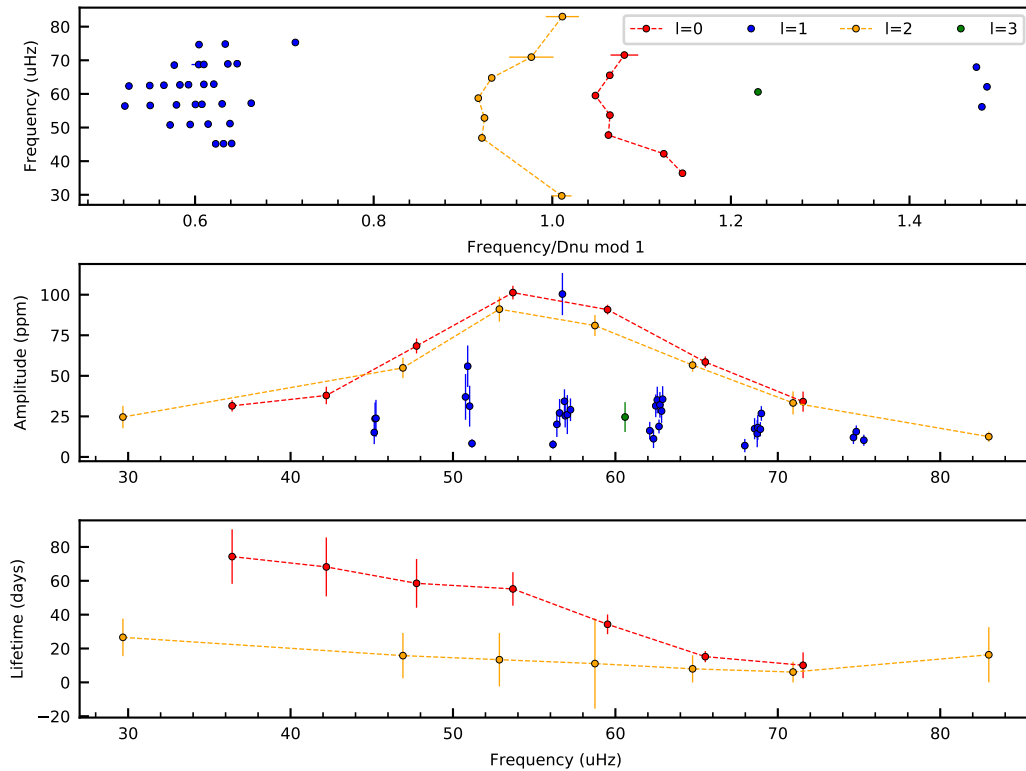 80
70
60
50
40
30
Frequency (uHz)
l=0 l=1 l=2 l=3
0.6 0.8 1.0 1.2 1.4
Frequency/Dnu mod 1
100
75
50
25
0
Amplitude (ppm)
30 40 50 60 70 80
80
60
40
20
0
−20
Lifetime (days)
30 40 50 60 70 80
Frequency (uHz)